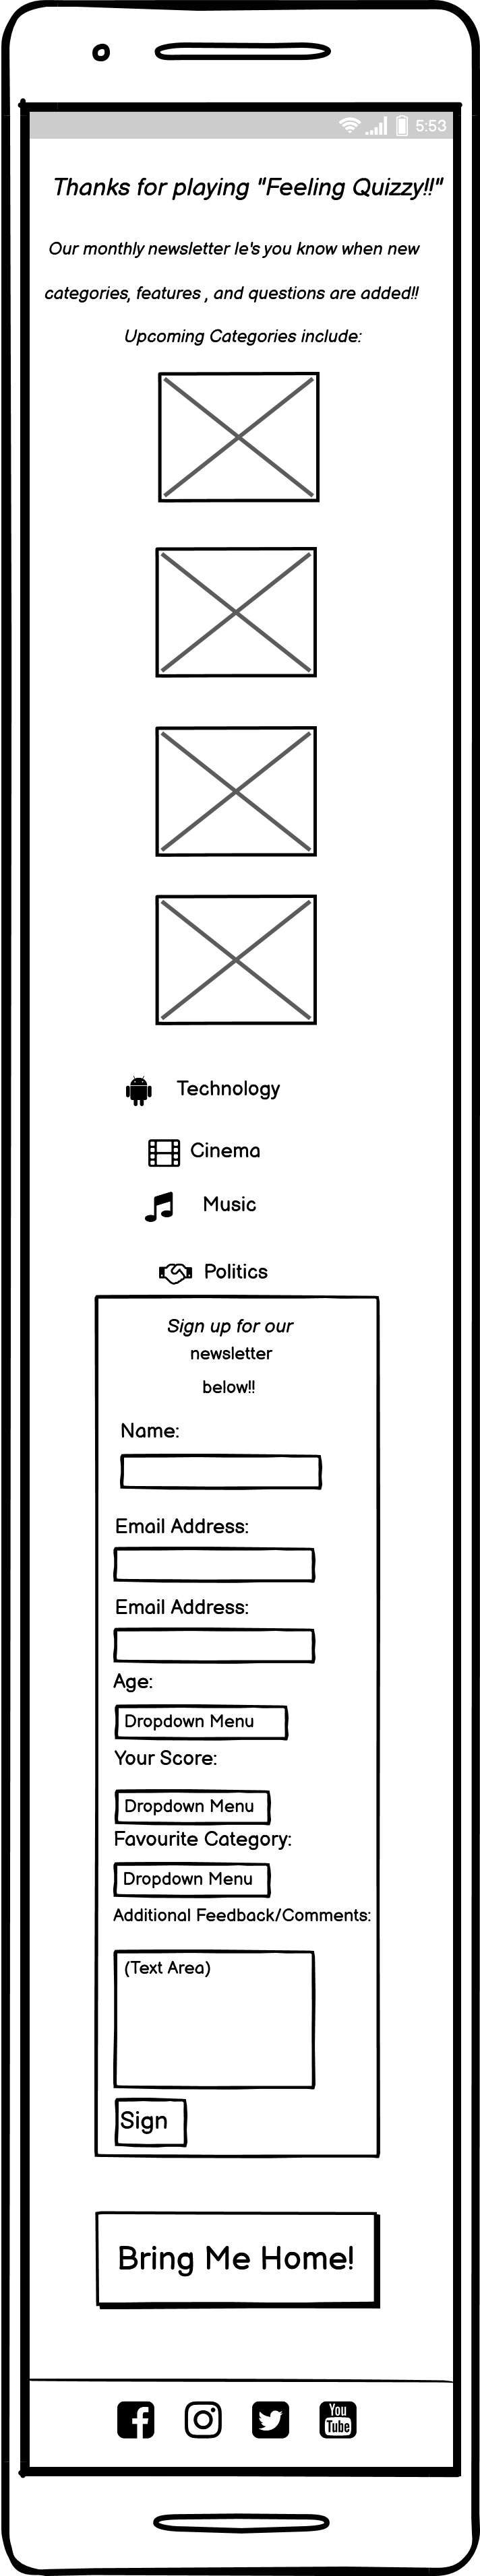 5:53
Thanks for playing "Feeling Quizzy!!"
Our monthly newsletter le's you know when new
categories, features , and questions are added!!
Upcoming Categories include:
Technology
Cinema
Music
Politics
Sign up for our
newsletter
below!!
Name:
Email Address:
Email Address:
Age:
Dropdown Menu
Your Score:
Dropdown Menu
Favourite Category:
Dropdown Menu
Additional Feedback/Comments:
(Text Area)
Sign
Bring Me Home!
You
Tube